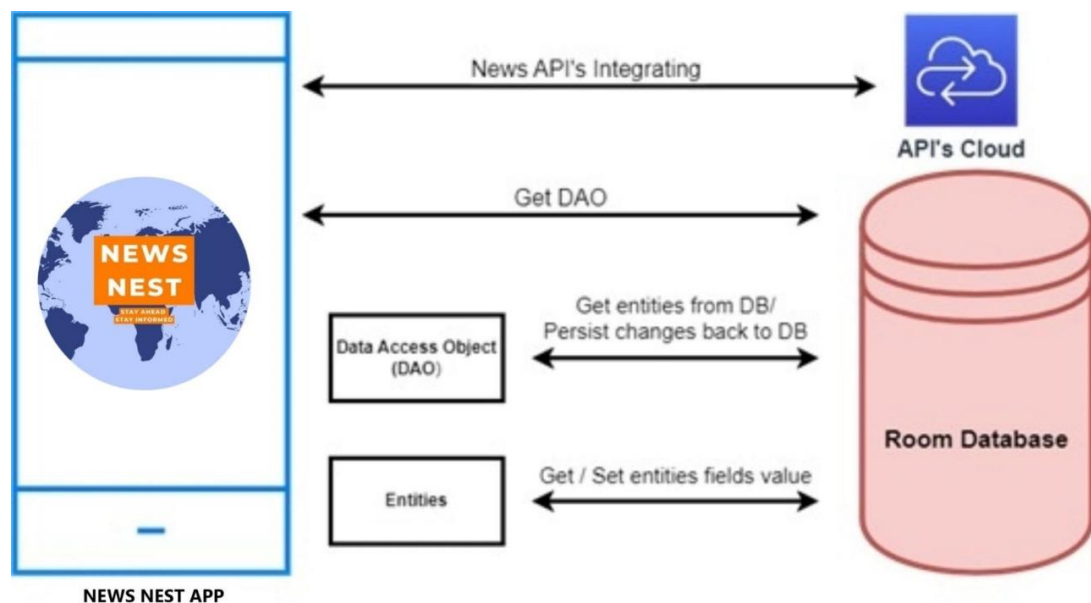 News API's Integrating
API's Cloud
Get DAO
NEWS
NEST
STAY AHEAD
STAY INFORMED
Get entities from DB/
Persist changes back to DB
Data Access Object
(DAO)
Room Database
Get / Set entities fields value
Entities
NEWS NEST APP